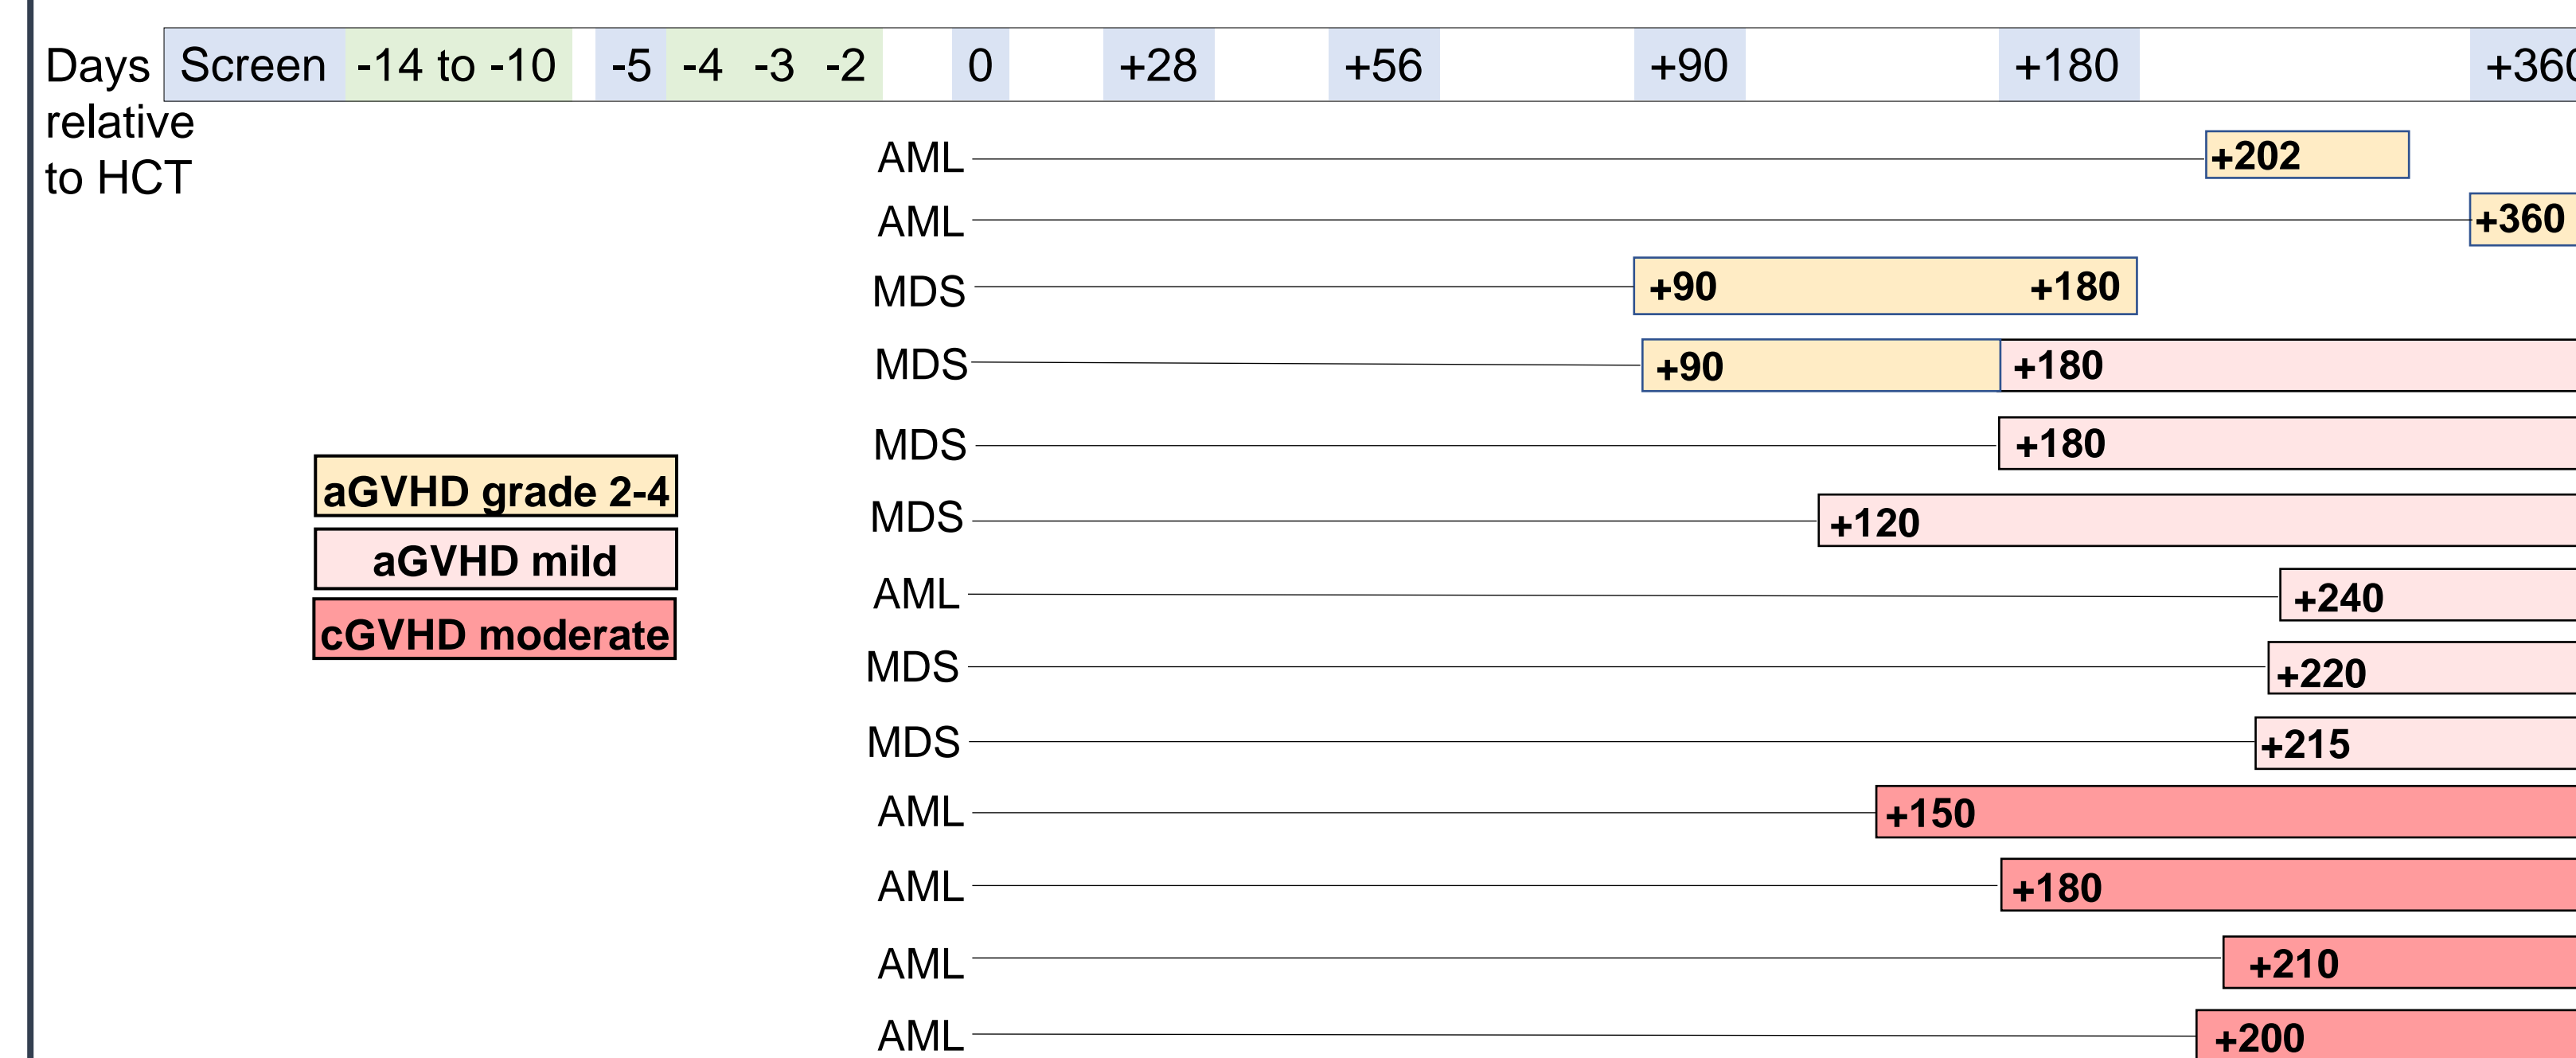 Days Screen -14 to -10 -5 -4 -3 -2 0 +28 +56 +90 +180 +360
relative
to HCT
AML +202
AML +360
MDS +90 +180
MDS +90 +180
MDS +180
aGVHD grade 2-4
MDS +120
aGVHD mild
AML +240
cGVHD moderate
MDS +220
MDS +215
AML +150
AML +180
AML +210
AML +200